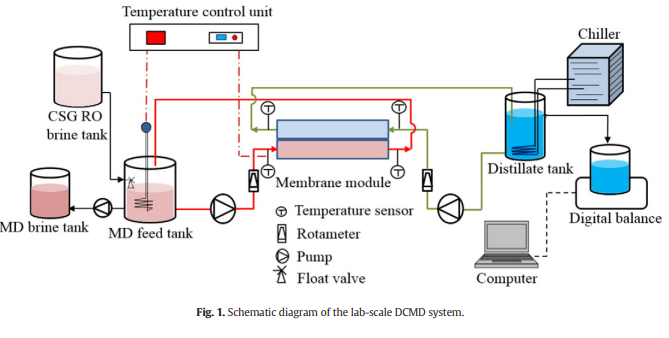 Temperature control unit
Chiller
CSG RO
brine tank
Distillate tank
Membrane module
Digital balance
MD brine tank
MD feed tank
T Temperature sensor
Rotameter
Pump
Float valve
Computer
Fig. 1. Schematic diagram of the lab-scale DCMD system.